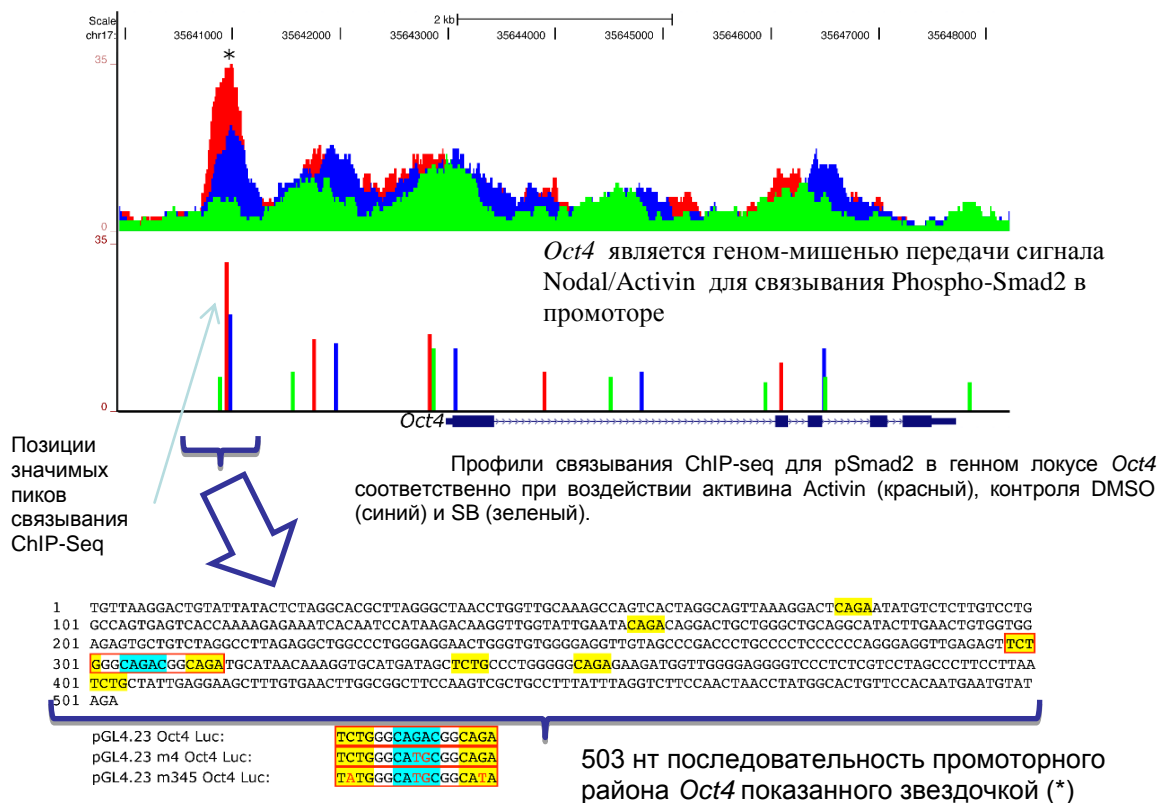 Scale
2 kb
chr17:
35641000
35642000
35643000
35644000
35645000
35646000
35647000
35648000
*
35
0
35
0
Oct4 является геном-мишенью передачи сигнала
Nodal/Activin для связывания Phospho-Smad2 в
промоторе
Oct4
Позиции
значимых
пиков
связывания
ChIP-Seq
Профили связывания ChIP-seq для pSmad2 в генном локусе Oct4
соответственно при воздействии активина Activin (красный), контроля DMSO
(синий) и SB (зеленый).
1 TGTTAAGGACTGTATTATACTCTAGGCACGCTTAGGGCTAACCTGGTTGCAAAGCCAGTCACTAGGCAGTTAAAGGACTCAGAATATGTCTCTTGTCCTG
101 GCCAGTGAGTCACCAAAAGAGAAATCACAATCCATAAGACAAGGTTGGTATTGAATACAGACAGGACTGCTGGGCTGCAGGCATACTTGAACTGTGGTGG
201 AGAGTGCTGTCTAGGCCTTAGAGGCTGGCCCTGGGAGGAACTGGGTGTGGGGAGGTTGTAGCCCGACCCTGCCCCTCCCCCCAGGGAGGTTGAGAGTTCT
301 GGGCAGACGGCAGATGCATAACAAAGGTGCATGATAGCTCTGCCCTGGGGGCAGAGAAGATGGTTGGGGAGGGGTCCCTCTCGTCCTAGCCCTTCCTTAA
401 TCTGCTATTGAGGAAGCTTTGTGAACTTGGCGGCTTCCAAGTCGCTGCCTTTATTTAGGTCTTCCAACTAACCTATGGCACTGTTCCACAATGAATGTAT
501 AGA
pGL4.23 Oct4 Luc: TCTGGGCAGACGGCAGA
pGL4.23 m4 Oct4 Luc: TCTGGGCATGCGGCAGA
pGL4.23 m345 Oct4 Luc: TATGGGCATGCGGCATA
503 нт последовательность промоторного
района Oct4 показанного звездочкой (*)